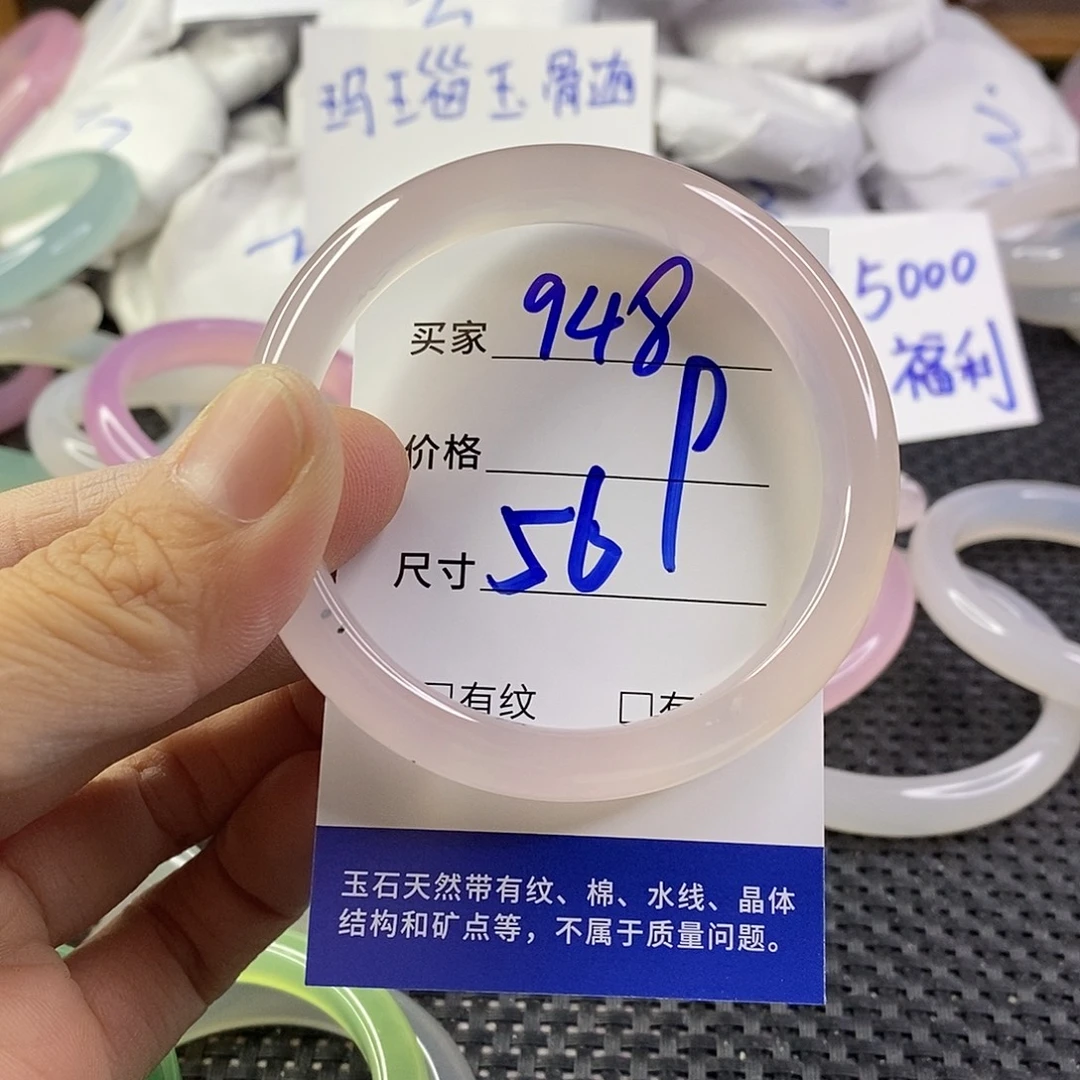 玛瑙玉骨髓
5000
福利
买家 948
P
价格
尺寸 56
□有纹 □有
玉石天然带有纹、棉、水线、晶体
结构和矿点等，不属于质量问题。